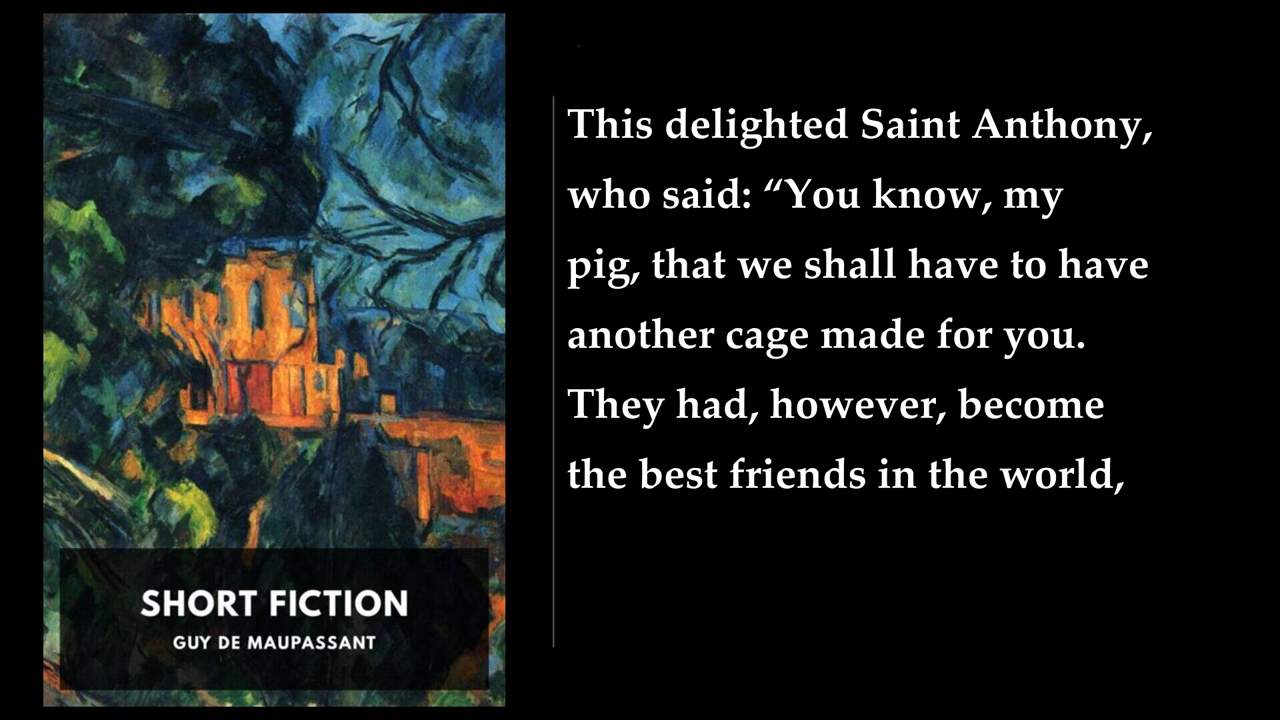 This delighted Saint Anthony,
who said: “You know, my
pig, that we shall have to have
another cage made for you.
They had, however, become
the best friends in the world,
SHORT FICTION
GUY DE MAUPASSANT